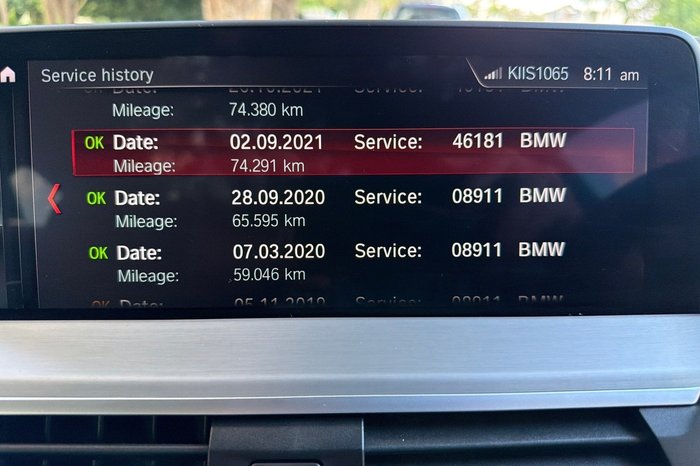 Service history KIIS1065 8:11 am
Mileage: 74.380 km
OK Date: 02.09.2021 Service: 46181 BMW
Mileage: 74.291 km
OK Date: 28.09.2020 Service: 08911 BMW
Mileage: 65.595 km
OK Date: 07.03.2020 Service: 08911 BMW
Mileage: 59.046 km